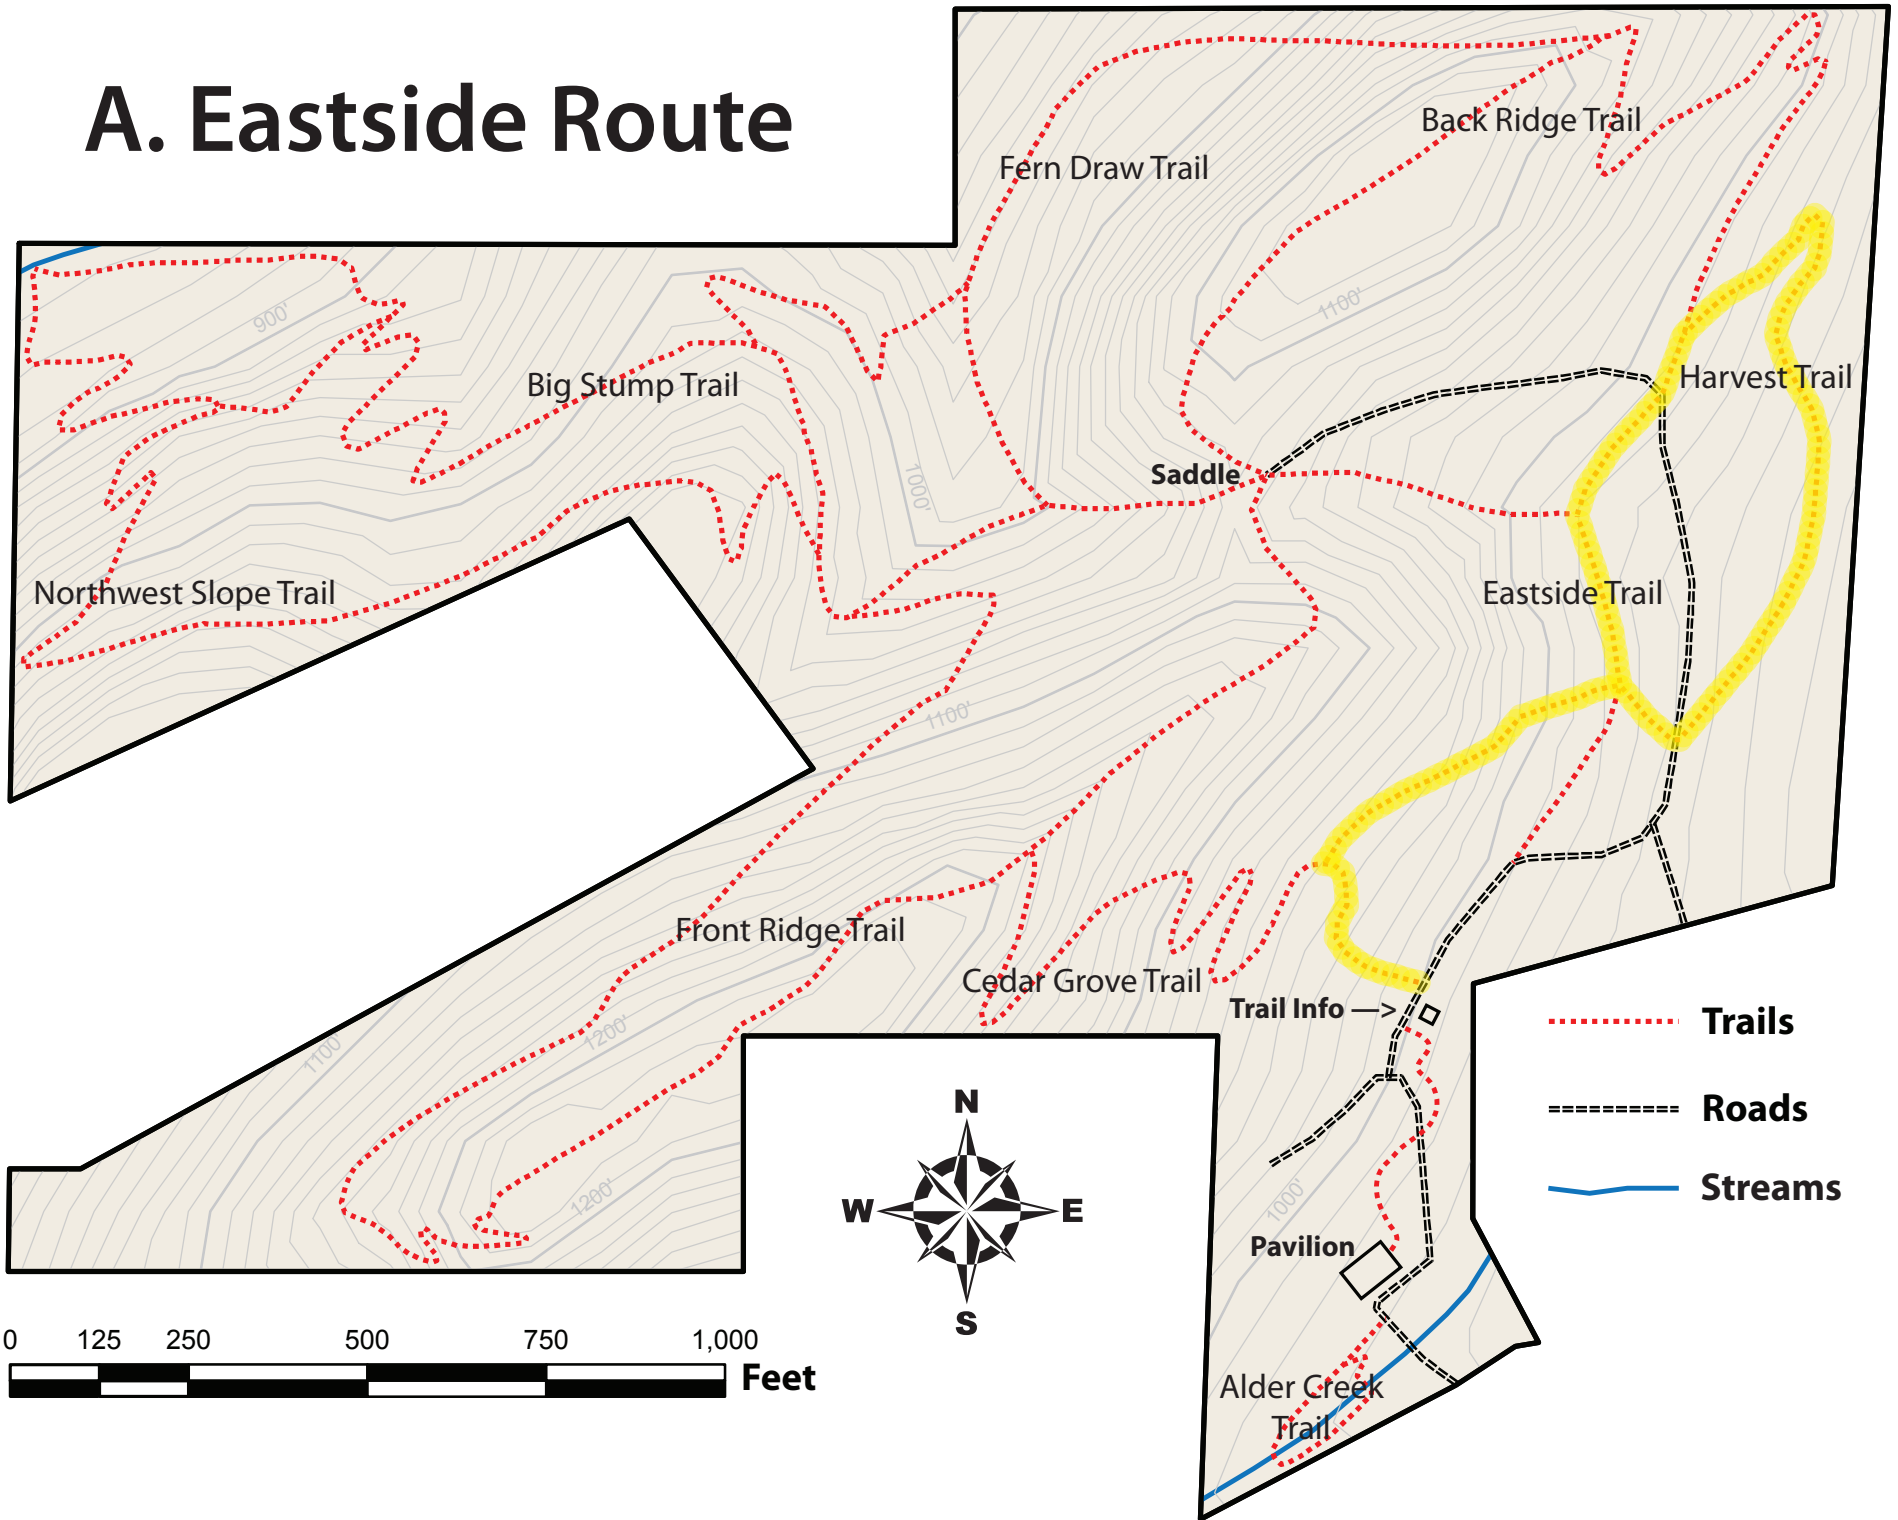 A. Eastside Route
Back Ridge Trail
Fern Draw Trail
900'
1100'
Big Stump Trail
Harvest Trail
Saddle
1000'
Northwest Slope Trail
Eastside Trail
1100'
Front Ridge Trail
Cedar Grove Trail
Trail Info —>
1200'
1100'
Trails
N
Roads
W
E
1200'
1000'
Streams
Pavilion
S
0 125 250 500 750 1,000
Feet
Alder Creek
Trail